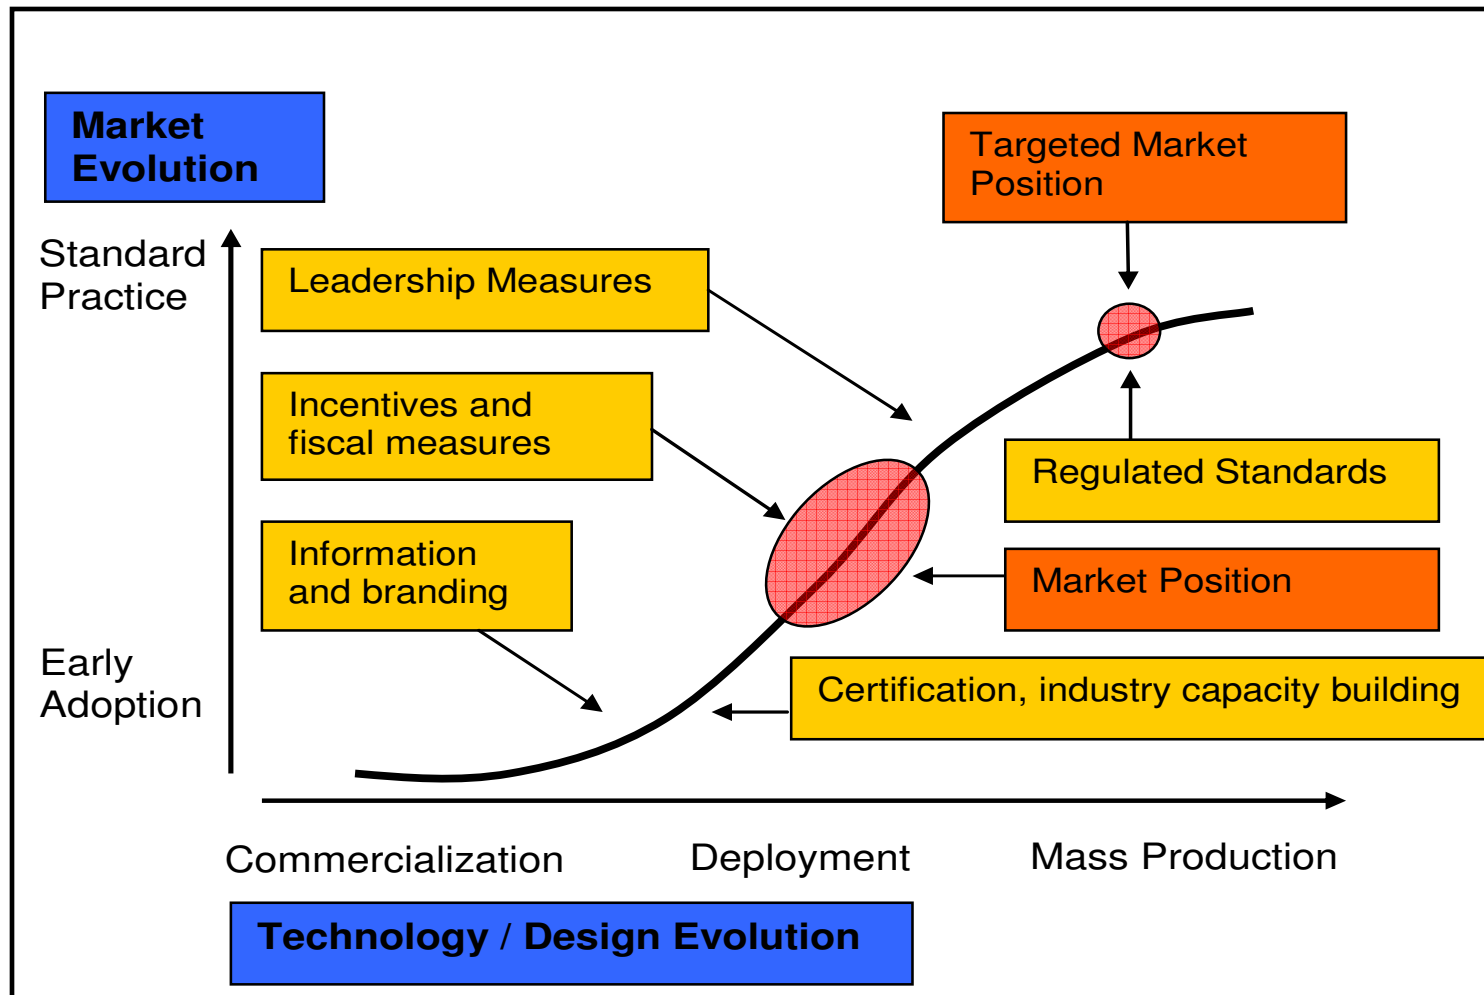 Market
Evolution
Targeted Market
Position
Standard
Practice
Leadership Measures
Incentives and
fiscal measures
Regulated Standards
Information
and branding
Market Position
Early
Adoption
Certification, industry capacity building
Commercialization
Deployment
Mass Production
Technology / Design Evolution